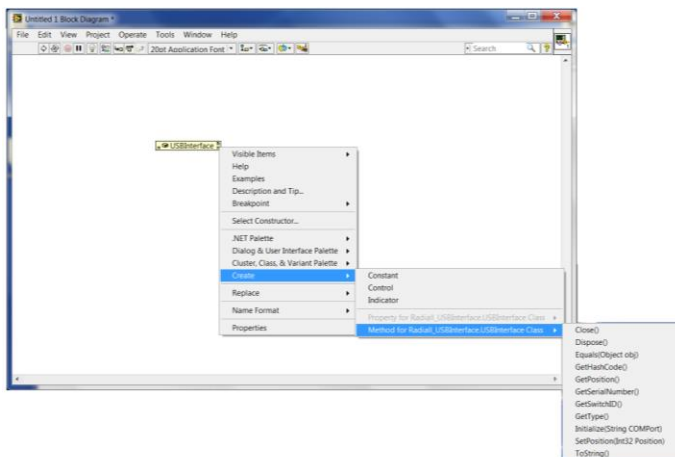 Untitled 1 Block Diagram *
File Edit View Project Operate Tools Window Help
20pt Application Font
Search
USBInterface
Visible Items
Help
Examples
Description and Tip...
Breakpoint
Select Constructor...
.NET Palette
Dialog & User Interface Palette
Cluster, Class, & Variant Palette
Create
Replace
Name Format
Properties
Constant
Control
Indicator
Property for Radiall_USBInterface.USBInterface Class
Method for Radiall_USBInterface.USBInterface Class
Close()
Dispose()
Equals(Object obj)
GetHashCode()
GetPosition()
GetSerialNumber()
GetSwitchID()
GetType()
Initialize(String COMPort)
SetPosition(Int32 Position)
ToString()